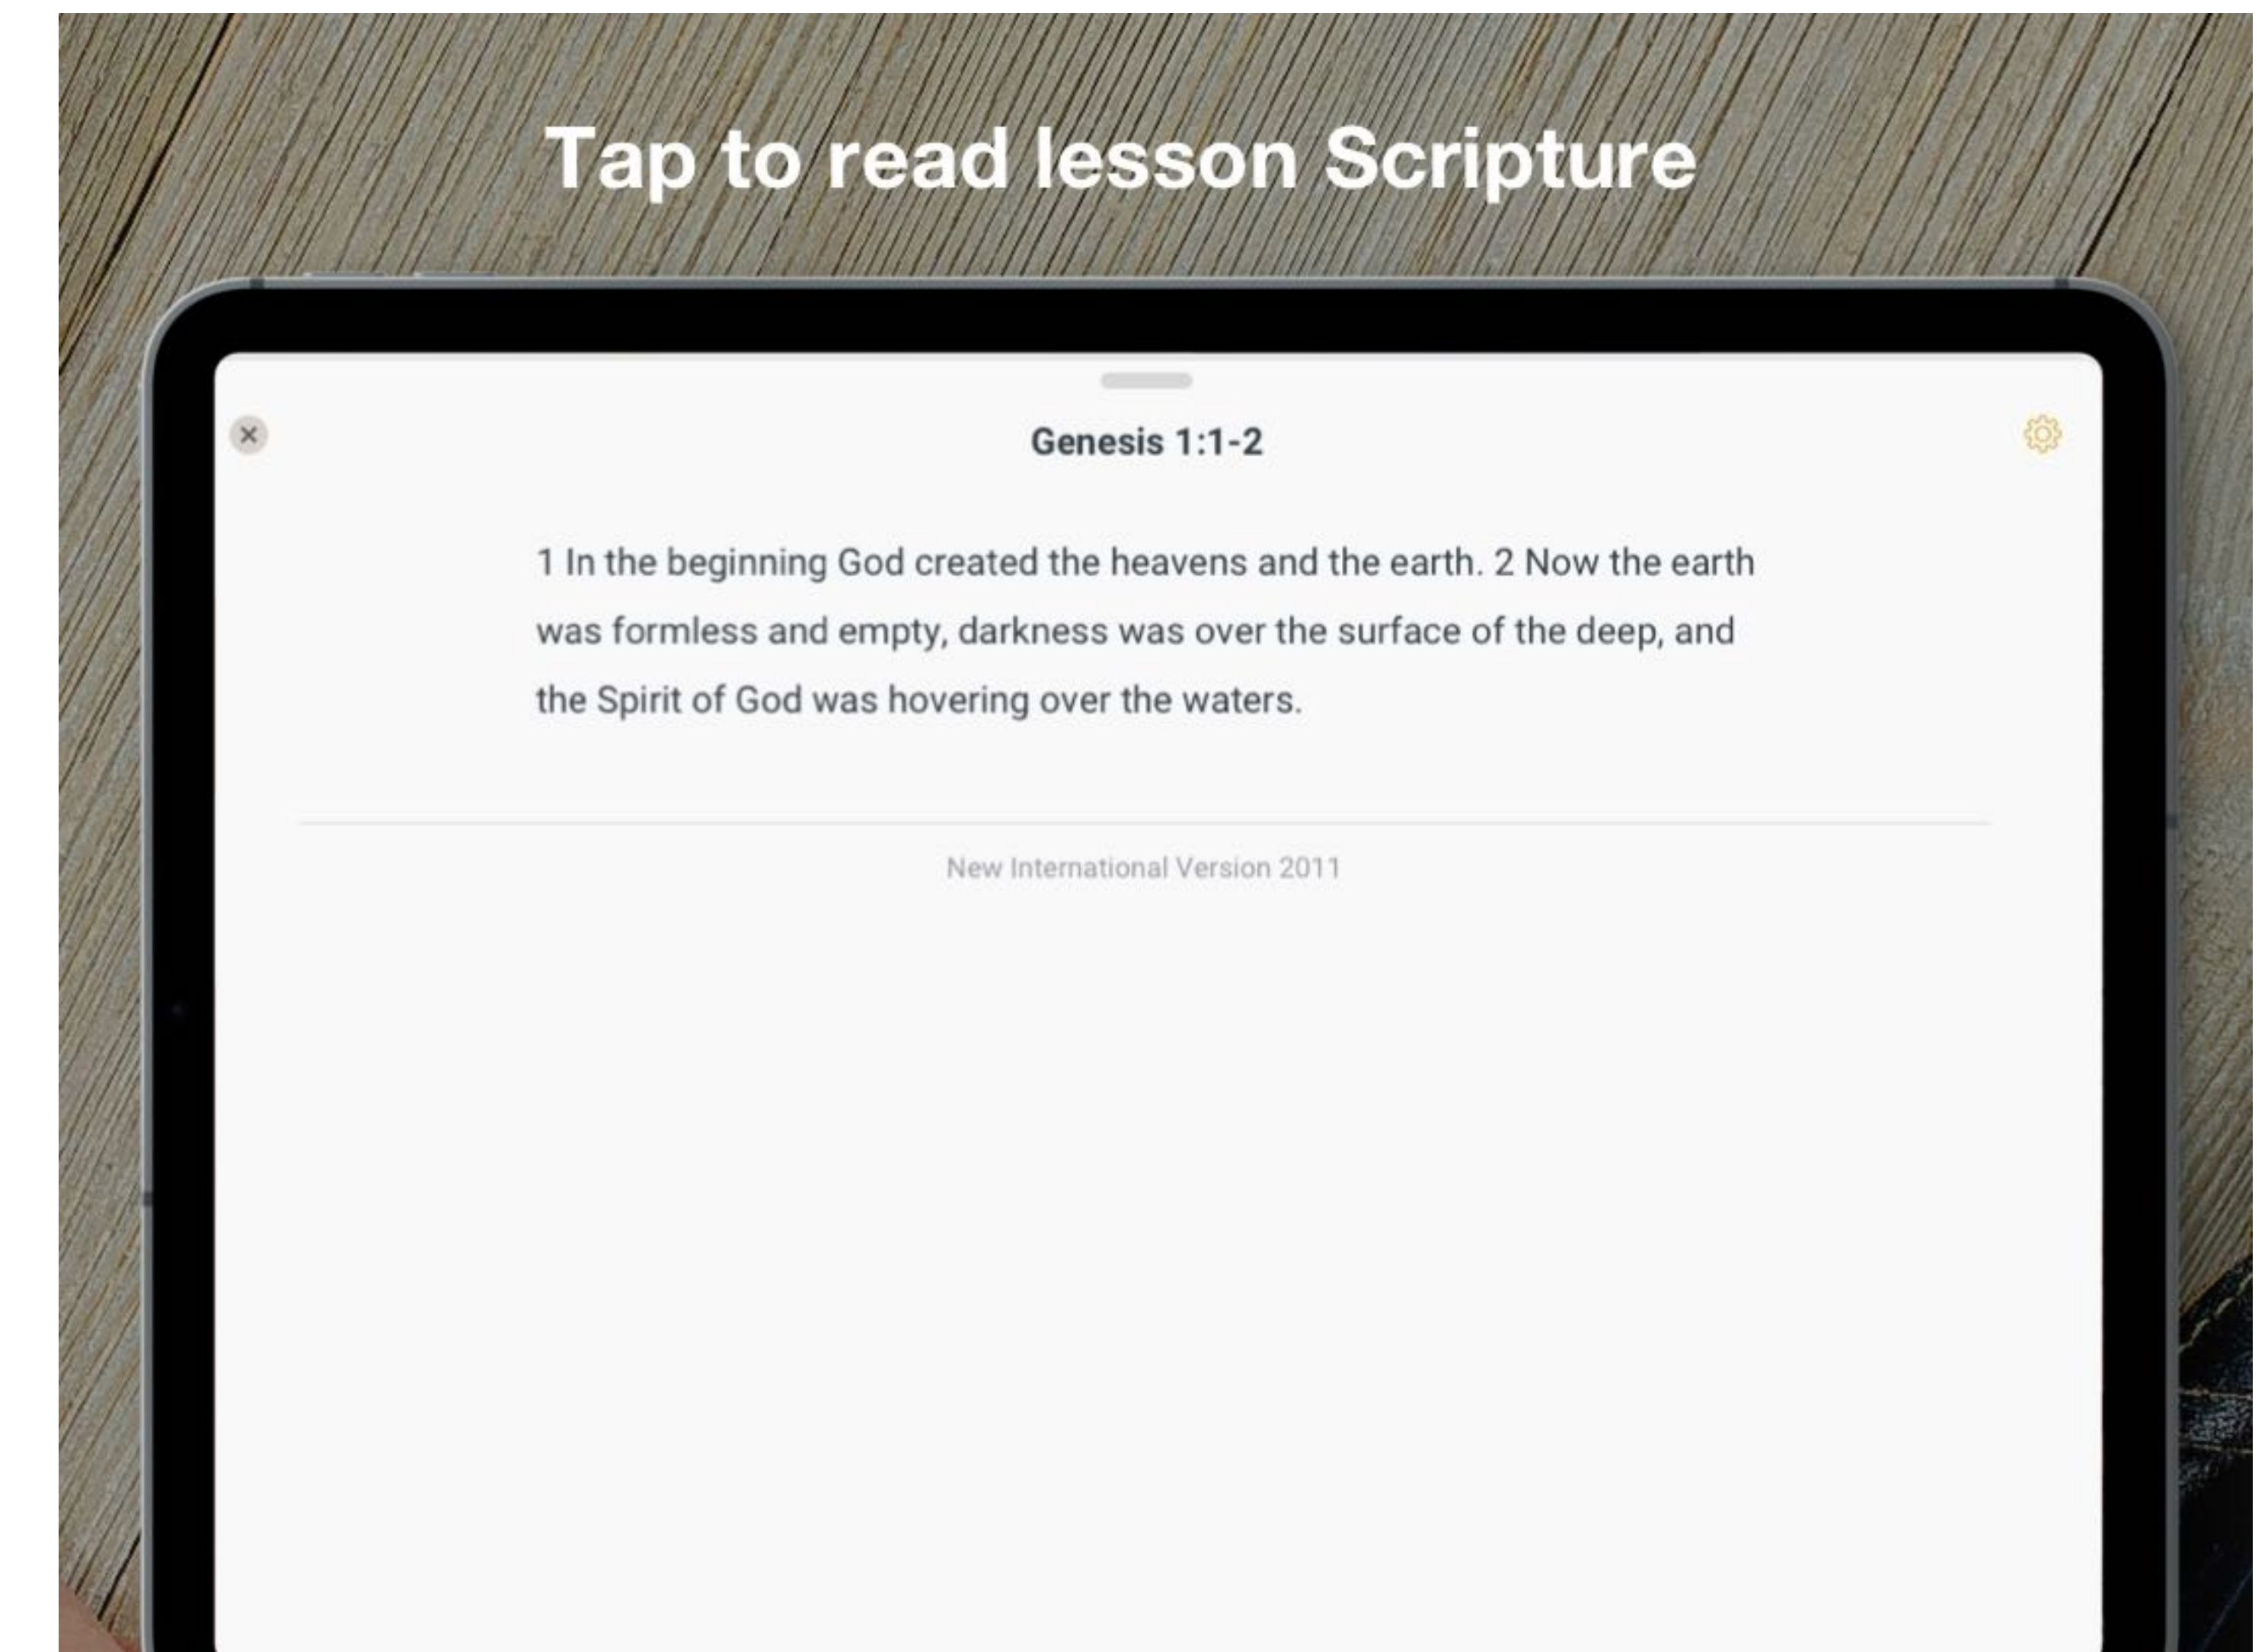 Tap to read lesson Scripture
Genesis 1:1-2
1 In the beginning God created the heavens and the earth. 2 Now the earth
was formless and empty, darkness was over the surface of the deep, and
the Spirit of God was hovering over the waters.
New International Version 2011